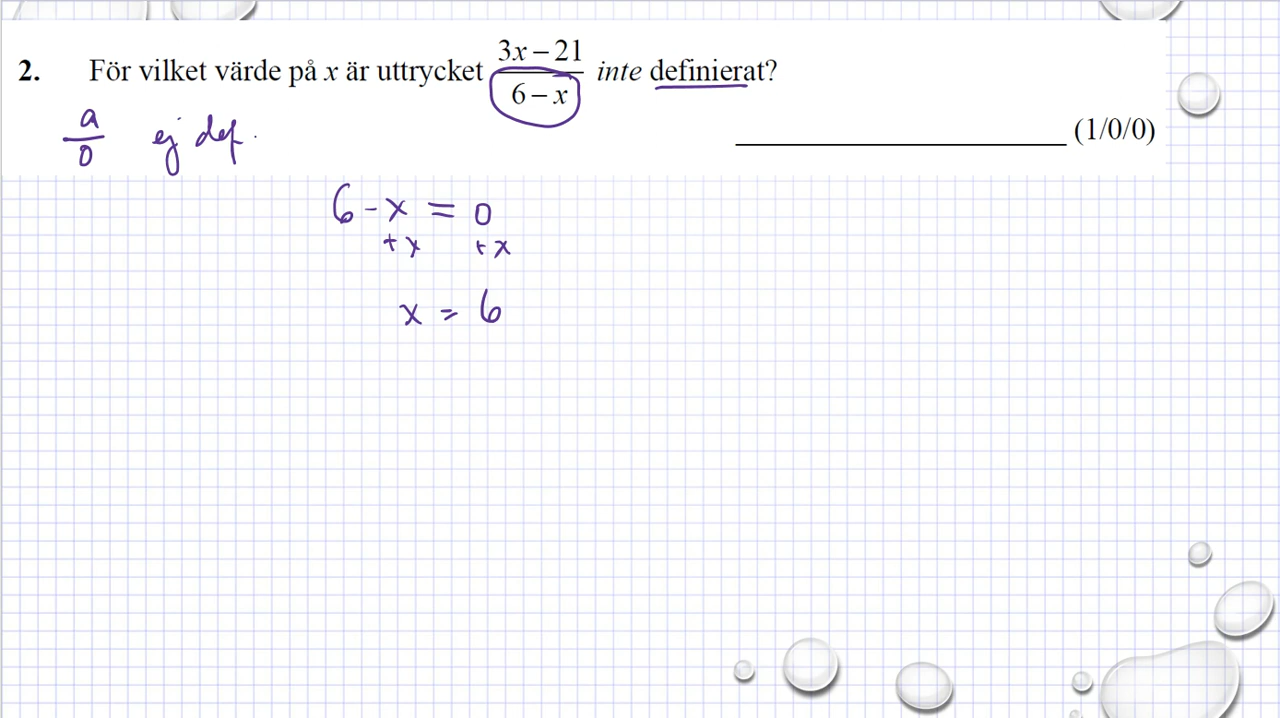 2. För vilket värde på x är uttrycket (3x – 21)/(6 – x) inte definierat?
a/0 ej def.
(1/0/0)
6 - x = 0
+x +x
x = 6